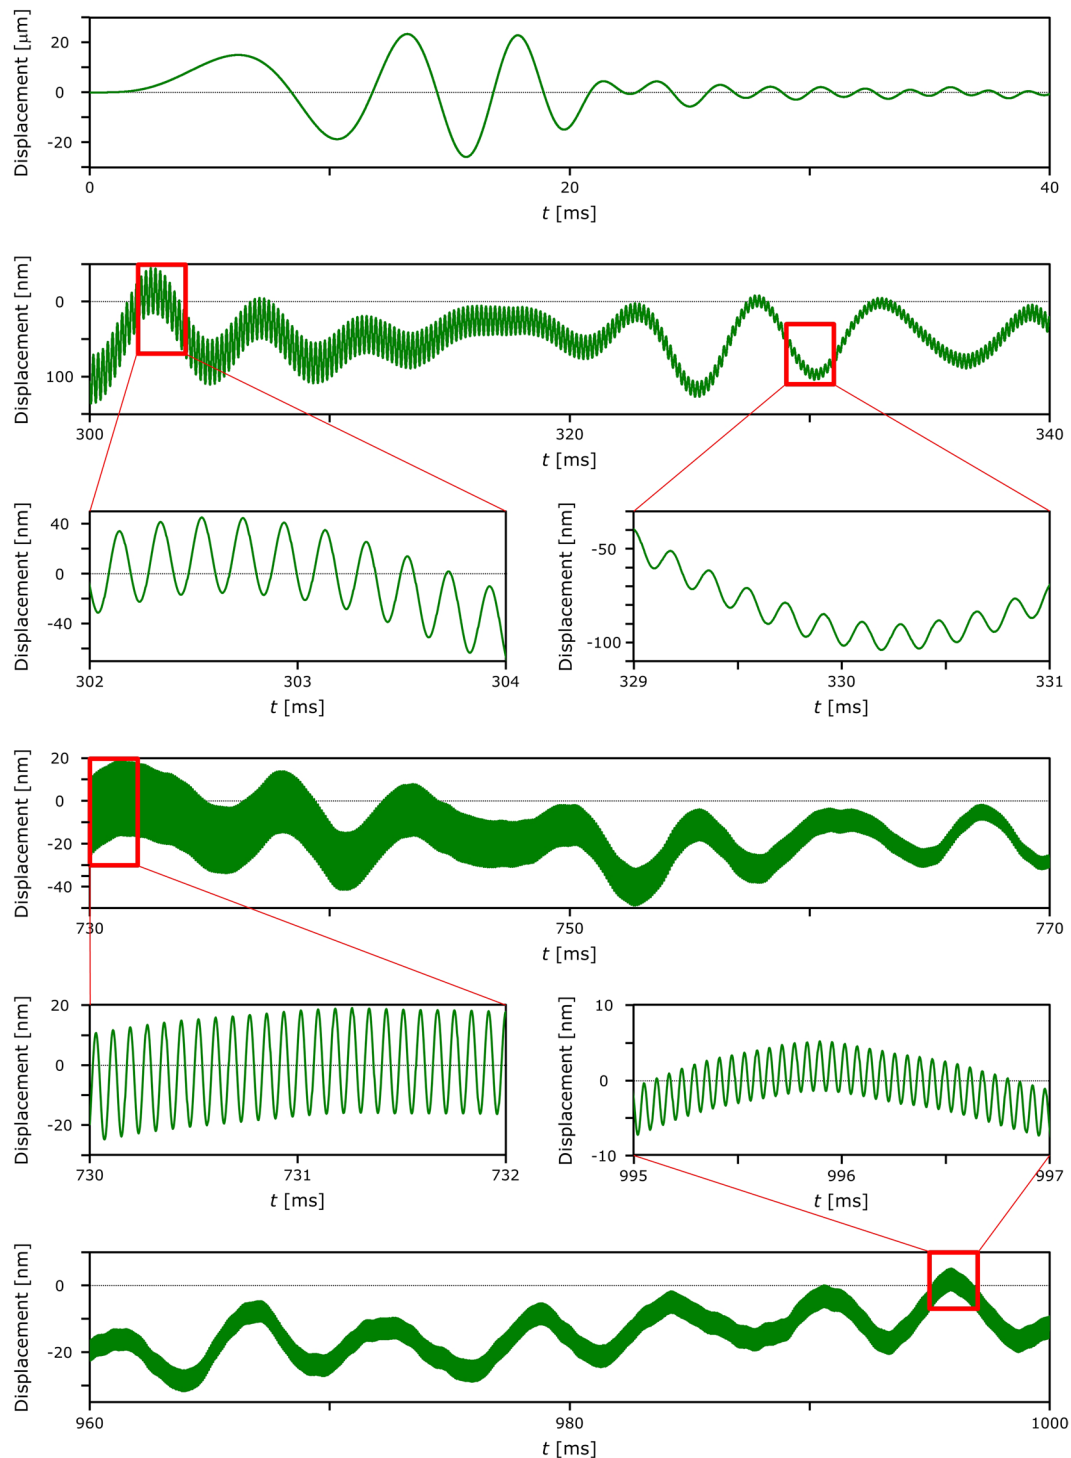 Displacement [μm]
20
0
-20
0
20
40
t [ms]
Displacement [nm]
0
100
300
320
340
t [ms]
Displacement [nm]
40
0
-40
302
303
304
t [ms]
Displacement [nm]
-50
-100
329
330
331
t [ms]
Displacement [nm]
20
0
-20
-40
730
750
770
t [ms]
Displacement [nm]
20
0
-20
730
731
732
t [ms]
Displacement [nm]
10
0
-10
995
996
997
t [ms]
Displacement [nm]
0
-20
960
980
1000
t [ms]